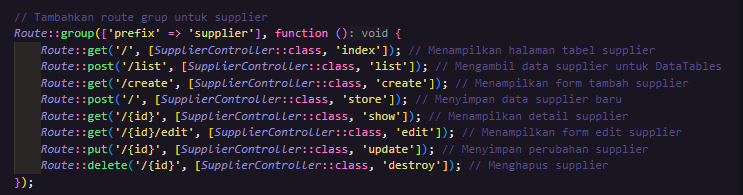 // Tambahkan route grup untuk supplier
Route::group(['prefix' => 'supplier'], function (): void {
Route::get('/', [SupplierController::class, 'index']); // Menampilkan halaman tabel supplier
Route::post('/list', [SupplierController::class, 'list']); // Mengambil data supplier untuk DataTables
Route::get('/create', [SupplierController::class, 'create']); // Menampilkan form tambah supplier
Route::post('/', [SupplierController::class, 'store']); // Menyimpan data supplier baru
Route::get('/{id}', [SupplierController::class, 'show']); // Menampilkan detail supplier
Route::get('/{id}/edit', [SupplierController::class, 'edit']); // Menampilkan form edit supplier
Route::put('/{id}', [SupplierController::class, 'update']); // Menyimpan perubahan supplier
Route::delete('/{id}', [SupplierController::class, 'destroy']); // Menghapus supplier
});